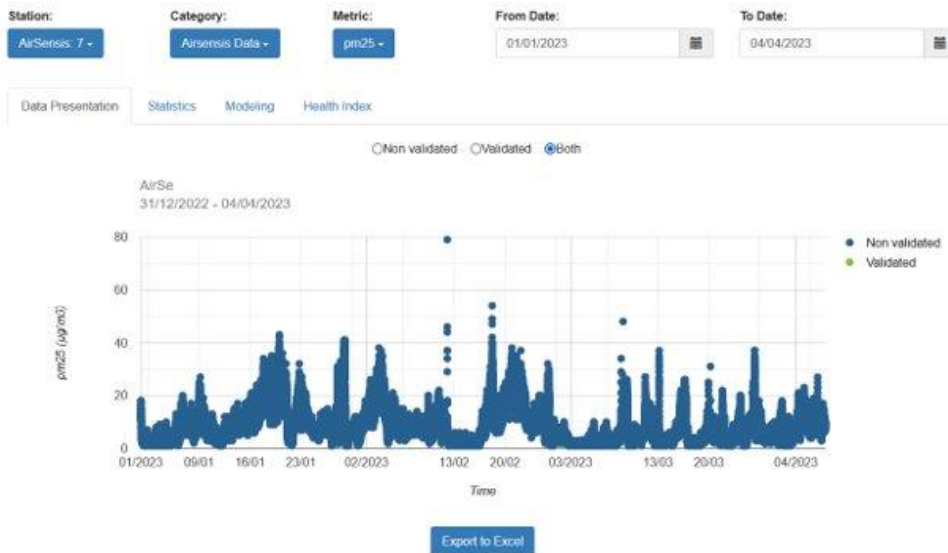 Station: Category: Metric: From Date: To Date:
AirSensis: 7 Airsensis Data pm25 01/01/2023 04/04/2023
Data Presentation Statistics Modeling Health Index
Non validated Validated Both
AirSe
31/12/2022 - 04/04/2023
80
Non validated
Validated
60
40
20
0
pm25 (µg/m3)
01/2023 09/01 16/01 23/01 02/2023 13/02 20/02 03/2023 13/03 20/03 04/2023
Time
Export to Excel